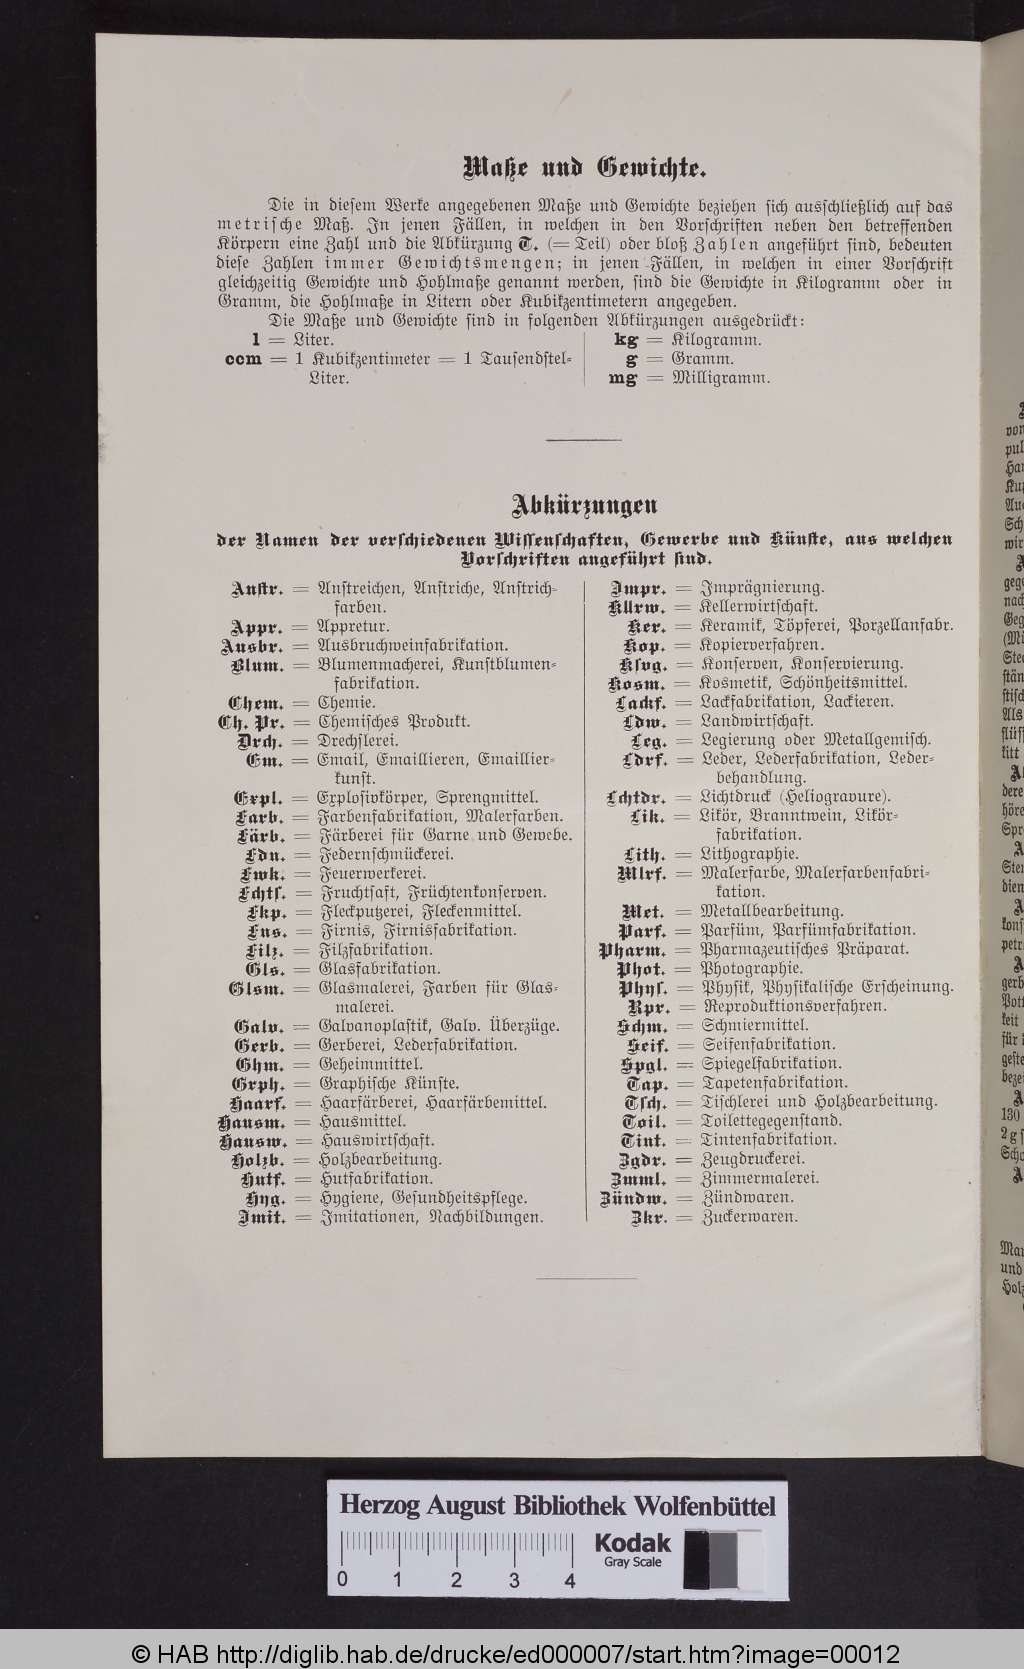 Maße und Gewichte.
Die in diesem Werke angegebenen Maße und Gewichte beziehen sich ausschließlich auf das
metrische Maß. In jenen Fällen, in welchen in den Vorschriften neben den betreffenden
Körpern eine Zahl und die Abkürzung T. (= Teil) oder bloß Zahlen angeführt sind, bedeuten
diese Zahlen immer Gewichtsmengen; in jenen Fällen, in welchen in einer Vorschrift
gleichzeitig Gewichte und Hohlmaße genannt werden, sind die Gewichte in Kilogramm oder in
Gramm, die Hohlmaße in Litern oder Kubikzentimetern angegeben.
Die Maße und Gewichte sind in folgenden Abkürzungen ausgedrückt:
l = Liter.
ccm = 1 Kubikzentimeter = 1 Tausendstel-
Liter.
kg = Kilogramm.
g = Gramm.
mg = Milligramm.
Abkürzungen
der Namen der verschiedenen Wissenschaften, Gewerbe und Künste, aus welchen
Vorschriften angeführt sind.
Anstr. = Anstreichen, Anstriche, Anstrich-
farben.
Appr. = Appretur.
Ausbr. = Ausbruchweinfabrikation.
Blum. = Blumenmacherei, Kunstblumen-
fabrikation.
Chem. = Chemie.
Ch. Pr. = Chemisches Produkt.
Drch. = Drechslerei.
Em. = Email, Emaillieren, Emaillier-
kunst.
Expl. = Explosivkörper, Sprengmittel.
Farb. = Farbenfabrikation, Malerfarben.
Färb. = Färberei für Garne und Gewebe.
Fdn. = Federnschmückerei.
Fwk. = Feuerwerkerei.
Fchts. = Fruchtsaft, Früchtenkonserven.
Fkp. = Fleckputzerei, Fleckenmittel.
Fns. = Firnis, Firnisfabrikation.
Filz. = Filzfabrikation.
Gls. = Glasfabrikation.
Glsm. = Glasmalerei, Farben für Glas-
malerei.
Galv. = Galvanoplastik, Galv. Überzüge.
Gerb. = Gerberei, Lederfabrikation.
Ghm. = Geheimmittel.
Grph. = Graphische Künste.
Haarf. = Haarfärberei, Haarfärbemittel.
Hausm. = Hausmittel.
Hausw. = Hauswirtschaft.
Holzb. = Holzbearbeitung.
Hutf. = Hutfabrikation.
Hyg. = Hygiene, Gesundheitspflege.
Imit. = Imitationen, Nachbildungen.
Impr. = Imprägnierung.
Kllrw. = Kellerwirtschaft.
Ker. = Keramik, Töpferei, Porzellanfabr.
Kop. = Kopierverfahren.
Ksvg. = Konserven, Konservierung.
Kosm. = Kosmetik, Schönheitsmittel.
Lackf. = Lackfabrikation, Lackieren.
Ldw. = Landwirtschaft.
Leg. = Legierung oder Metallgemisch.
Ldrf. = Leder, Lederfabrikation, Leder-
behandlung.
Lchtdr. = Lichtdruck (Heliogravure).
Lik. = Likör, Branntwein, Likör-
fabrikation.
Lith. = Lithographie.
Mlrf. = Malerfarbe, Malerfarbenfabri-
kation.
Met. = Metallbearbeitung.
Parf. = Parfüm, Parfümfabrikation.
Pharm. = Pharmazeutisches Präparat.
Phot. = Photographie.
Phys. = Physik, Physikalische Erscheinung.
Rpr. = Reproduktionsverfahren.
Schm. = Schmiermittel.
Seif. = Seifenfabrikation.
Spgl. = Spiegelfabrikation.
Tap. = Tapetenfabrikation.
Tsch. = Tischlerei und Holzbearbeitung.
Toil. = Toilettegegenstand.
Tint. = Tintenfabrikation.
Zgdr. = Zeugdruckerei.
Zmml. = Zimmermalerei.
Zündw. = Zündwaren.
Zkr. = Zuckerwaren.
Herzog August Bibliothek Wolfenbüttel
0 1 2 3 4
Kodak
Gray Scale
© HAB http://diglib.hab.de/drucke/ed000007/start.htm?image=00012